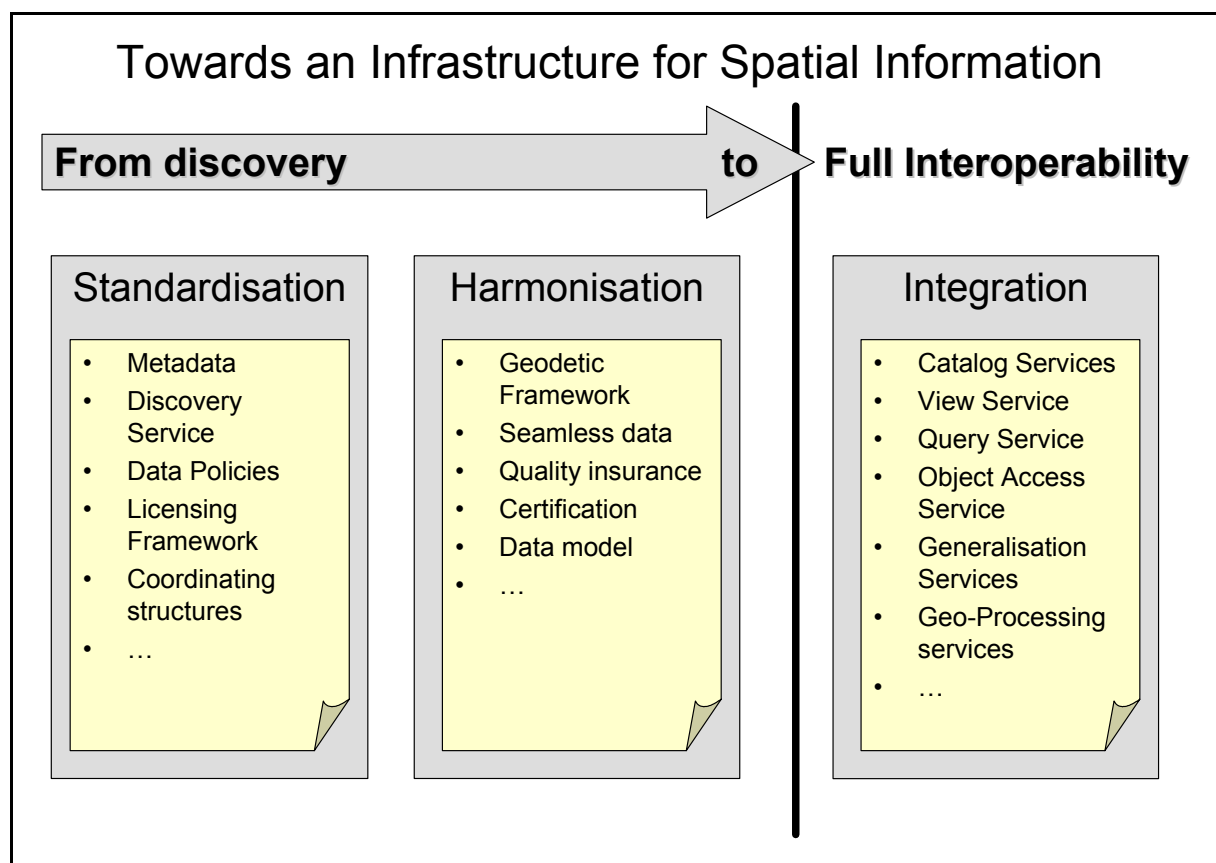 Towards an Infrastructure for Spatial Information
From discovery to Full Interoperability
Standardisation
• Metadata
• Discovery
Service
• Data Policies
• Licensing
Framework
• Coordinating
structures
• …
Harmonisation
• Geodetic
Framework
• Seamless data
• Quality insurance
• Certification
• Data model
• …
Integration
• Catalog Services
• View Service
• Query Service
• Object Access
Service
• Generalisation
Services
• Geo-Processing
services
• …